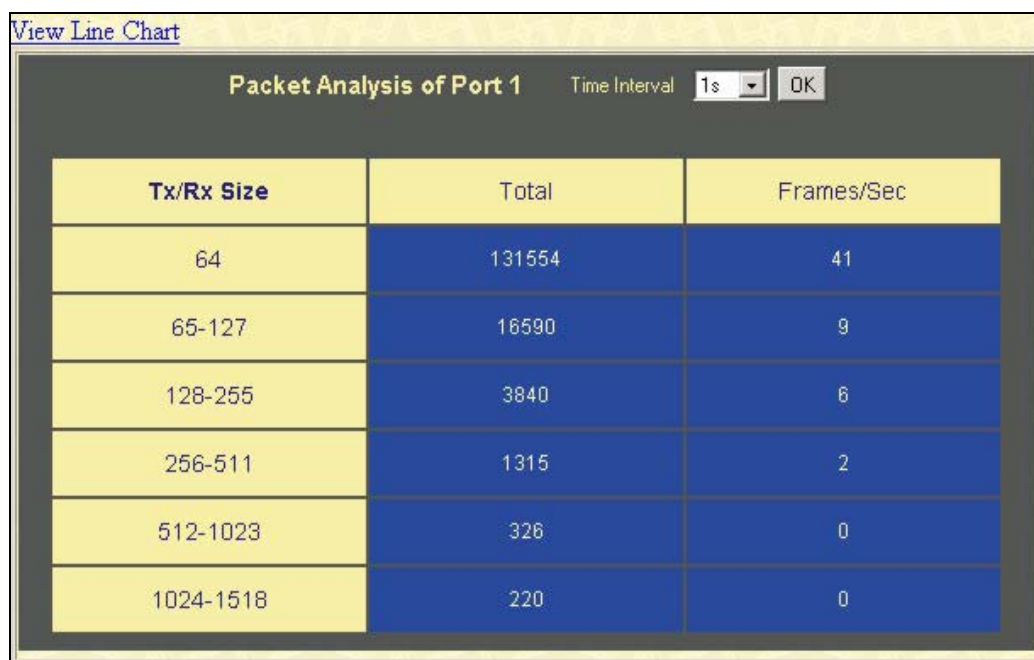 View Line Chart
Packet Analysis of Port 1 Time Interval 1s OK
Tx/Rx Size Total Frames/Sec
64 131554 41
65-127 16590 9
128-255 3840 6
256-511 1315 2
512-1023 326 0
1024-1518 220 0